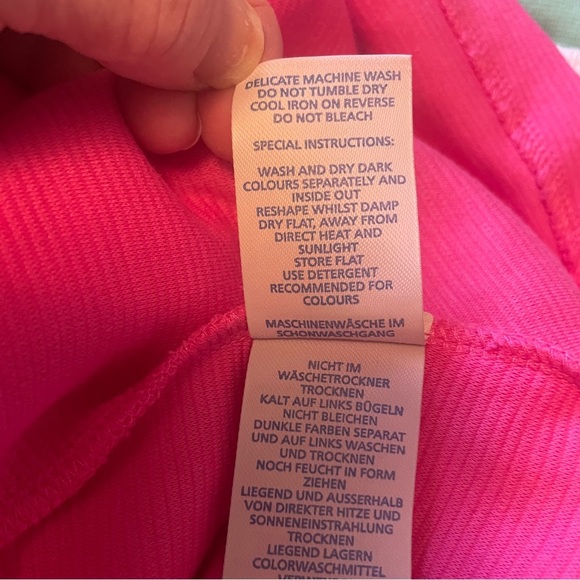 DELICATE MACHINE WASH
DO NOT TUMBLE DRY
COOL IRON ON REVERSE
DO NOT BLEACH
SPECIAL INSTRUCTIONS:
WASH AND DRY DARK
COLOURS SEPARATELY AND
INSIDE OUT
RESHAPE WHILST DAMP
DRY FLAT, AWAY FROM
DIRECT HEAT AND
SUNLIGHT
STORE FLAT
USE DETERGENT
RECOMMENDED FOR
COLOURS
MASCHINENWÄSCHE IM
SCHONWASCHGANG
NICHT IM
WÄSCHETROCKNER
TROCKNEN
KALT AUF LINKS BÜGELN
NICHT BLEICHEN
DUNKLE FARBEN SEPARAT
UND AUF LINKS WASCHEN
UND TROCKNEN
NOCH FEUCHT IN FORM
ZIEHEN
LIEGEND UND AUSSERHALB
VON DIREKTER HITZE UND
SONNENEINSTRAHLUNG
TROCKNEN
LIEGEND LAGERN
COLORWASCHMITTEL